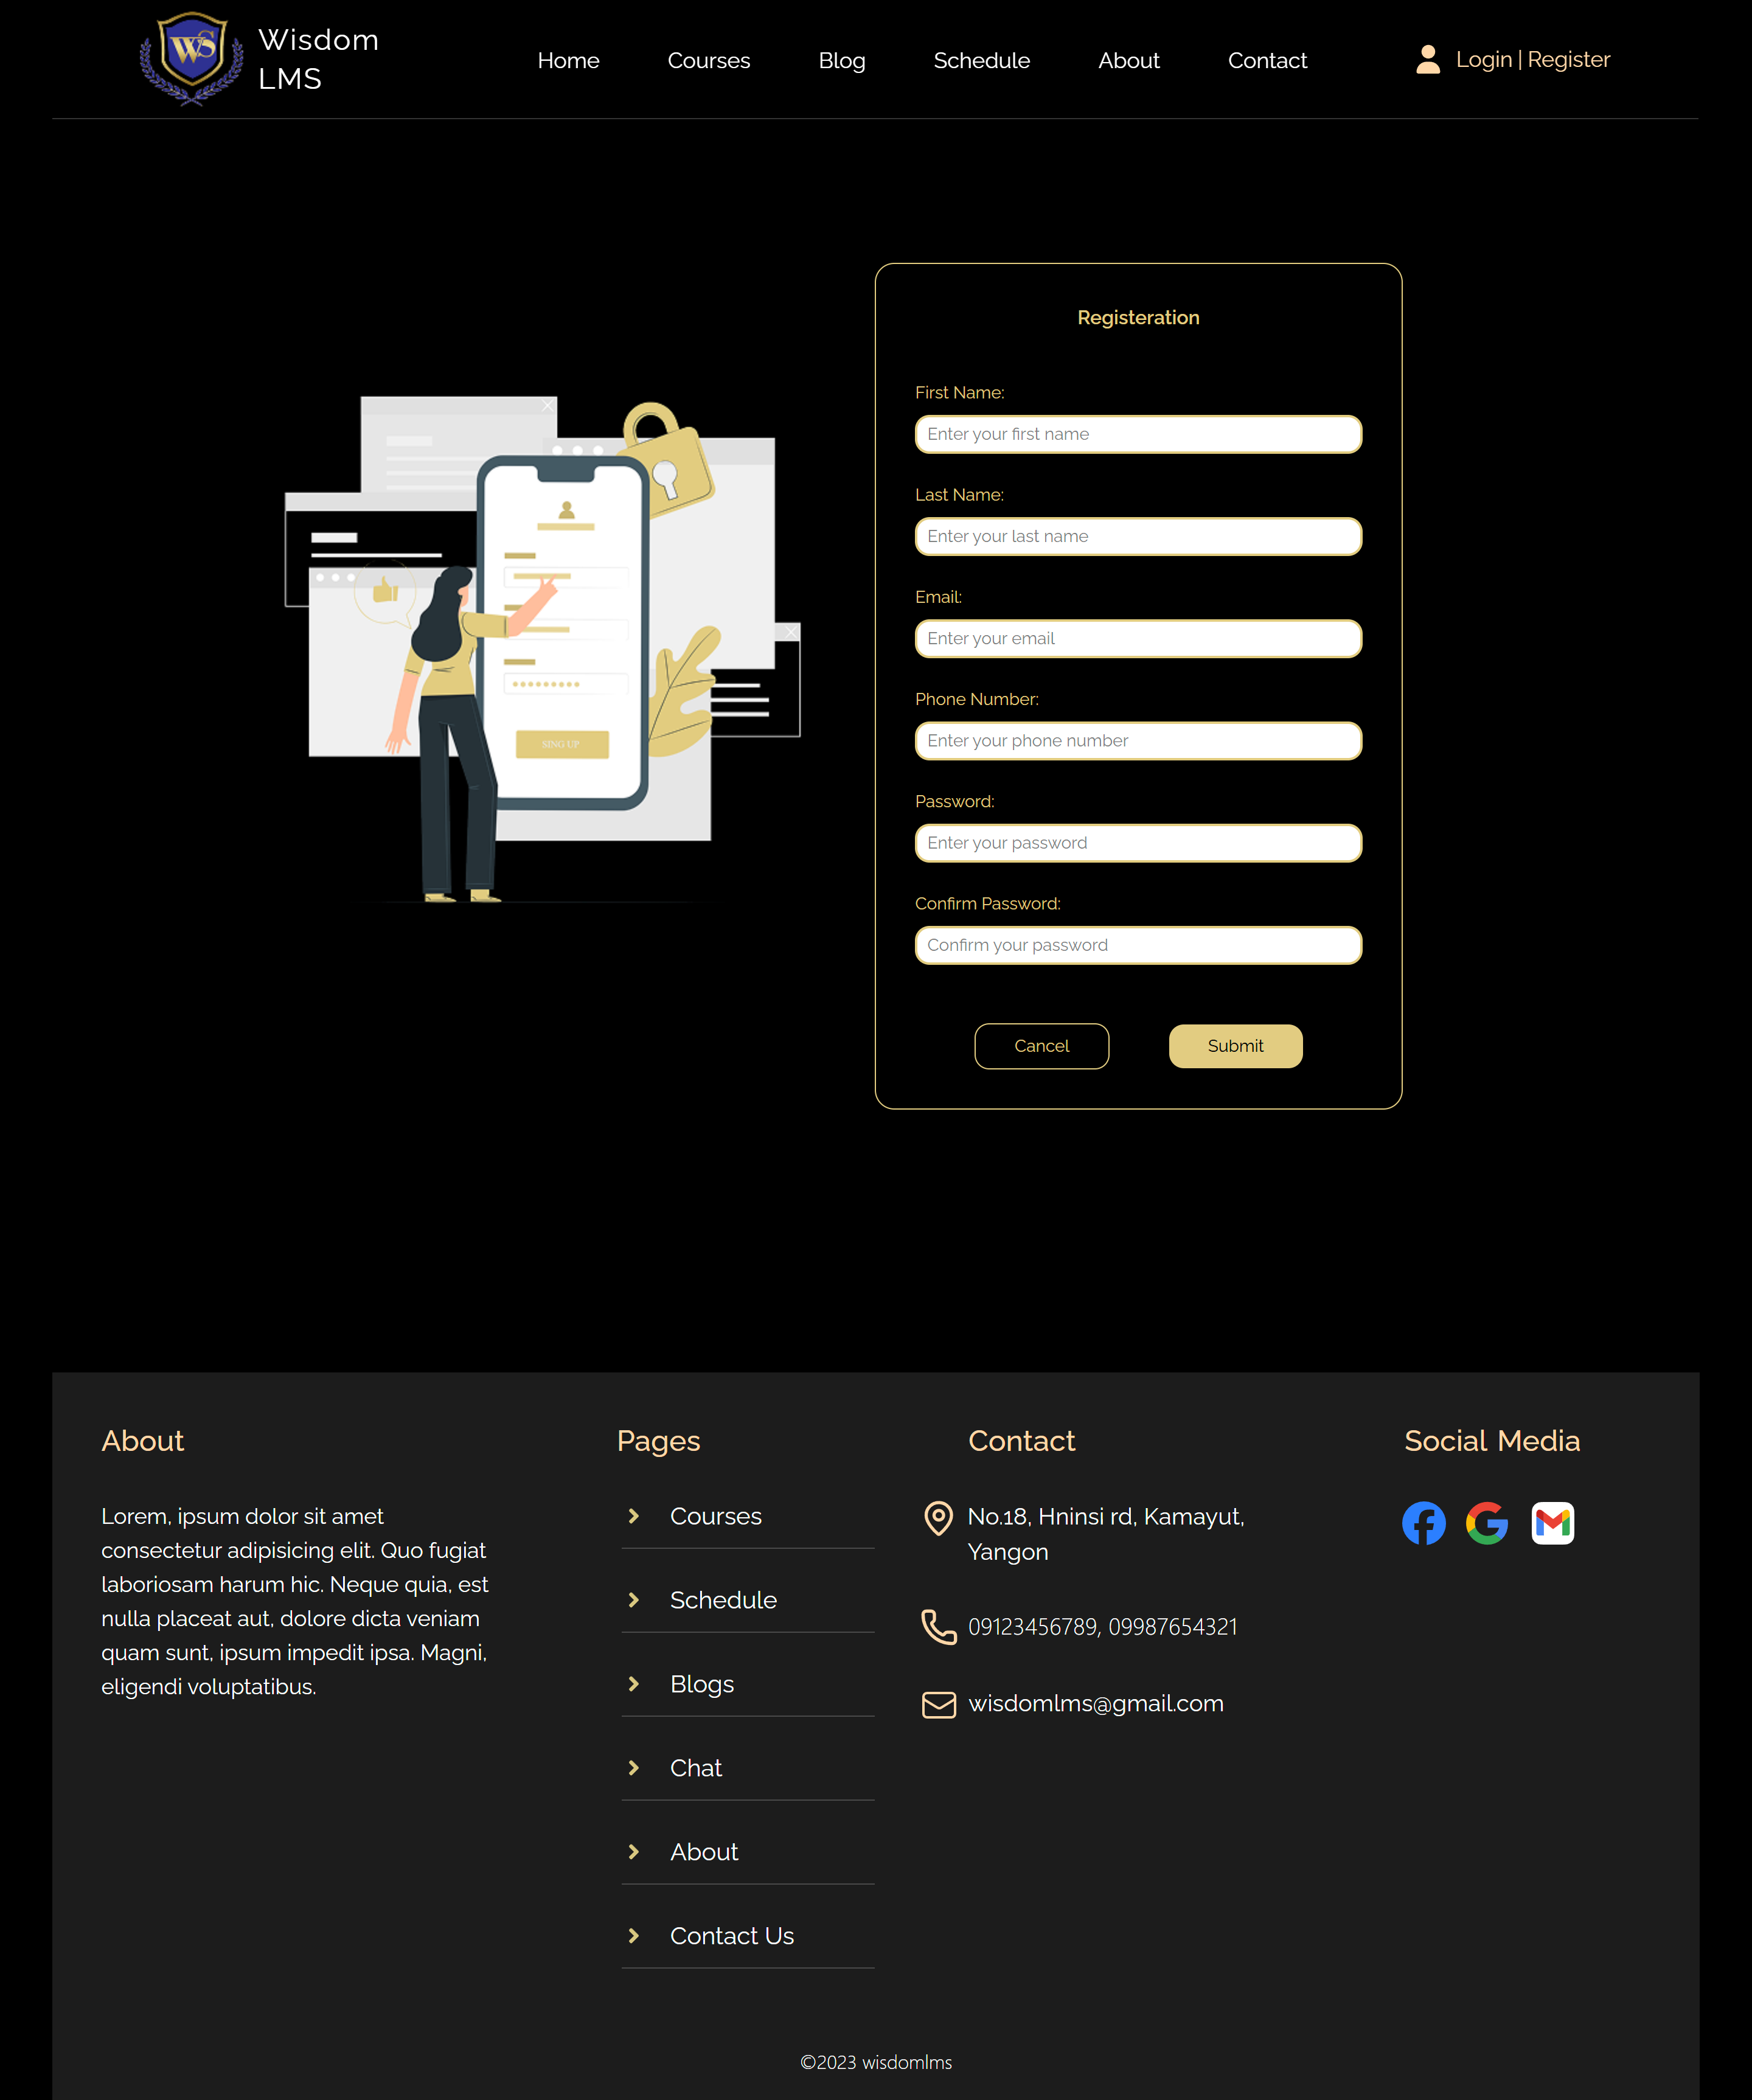 WS
Wisdom
LMS
Home
Courses
Blog
Schedule
About
Contact
Login | Register
Registeration
First Name:
Enter your first name
Last Name:
Enter your last name
Email:
Enter your email
Phone Number:
Enter your phone number
Password:
Enter your password
Confirm Password:
Confirm your password
Cancel
Submit
SING UP
About
Lorem, ipsum dolor sit amet
consectetur adipisicing elit. Quo fugiat
laboriosam harum hic. Neque quia, est
nulla placeat aut, dolore dicta veniam
quam sunt, ipsum impedit ipsa. Magni,
eligendi voluptatibus.
Pages
Courses
Schedule
Blogs
Chat
About
Contact Us
Contact
No.18, Hninsi rd, Kamayut,
Yangon
09123456789, 09987654321
wisdomlms@gmail.com
Social Media
©2023 wisdomlms